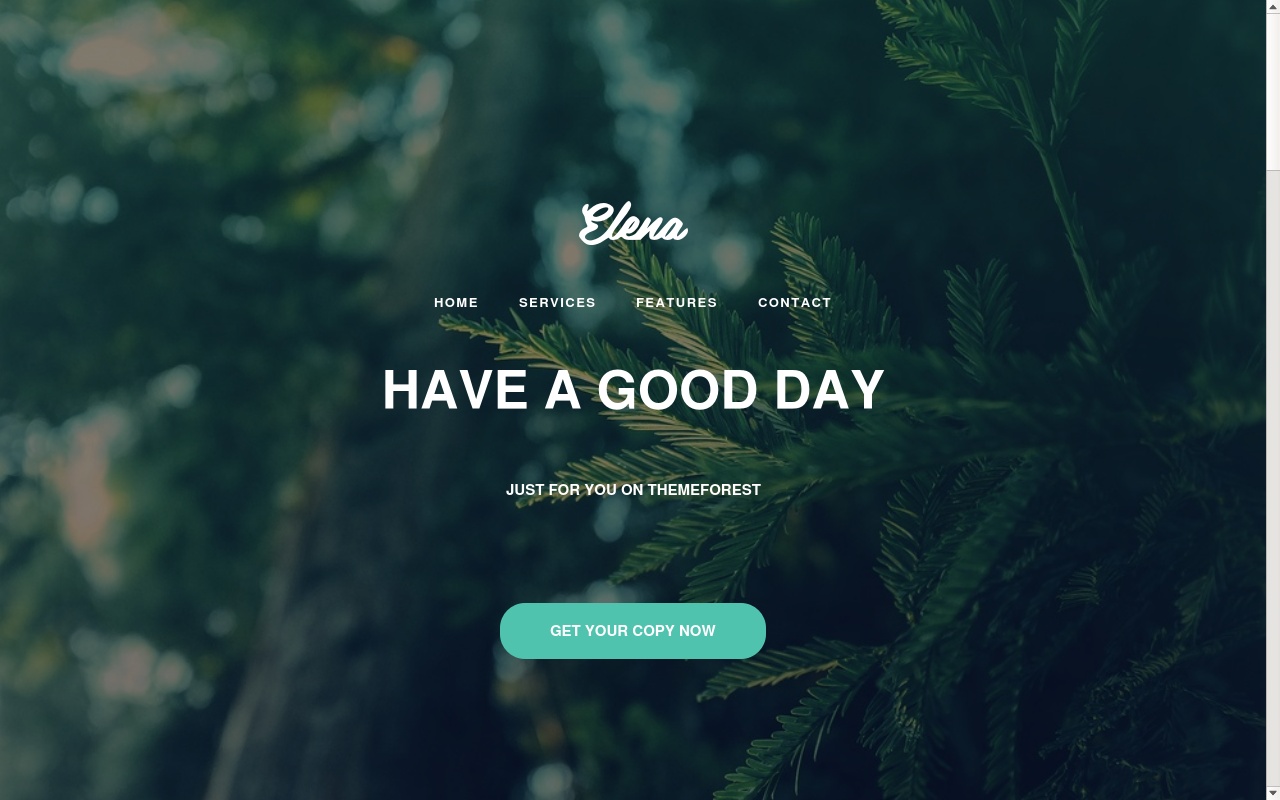 Elena
HOME SERVICES FEATURES CONTACT
HAVE A GOOD DAY
JUST FOR YOU ON THEMEFOREST
GET YOUR COPY NOW